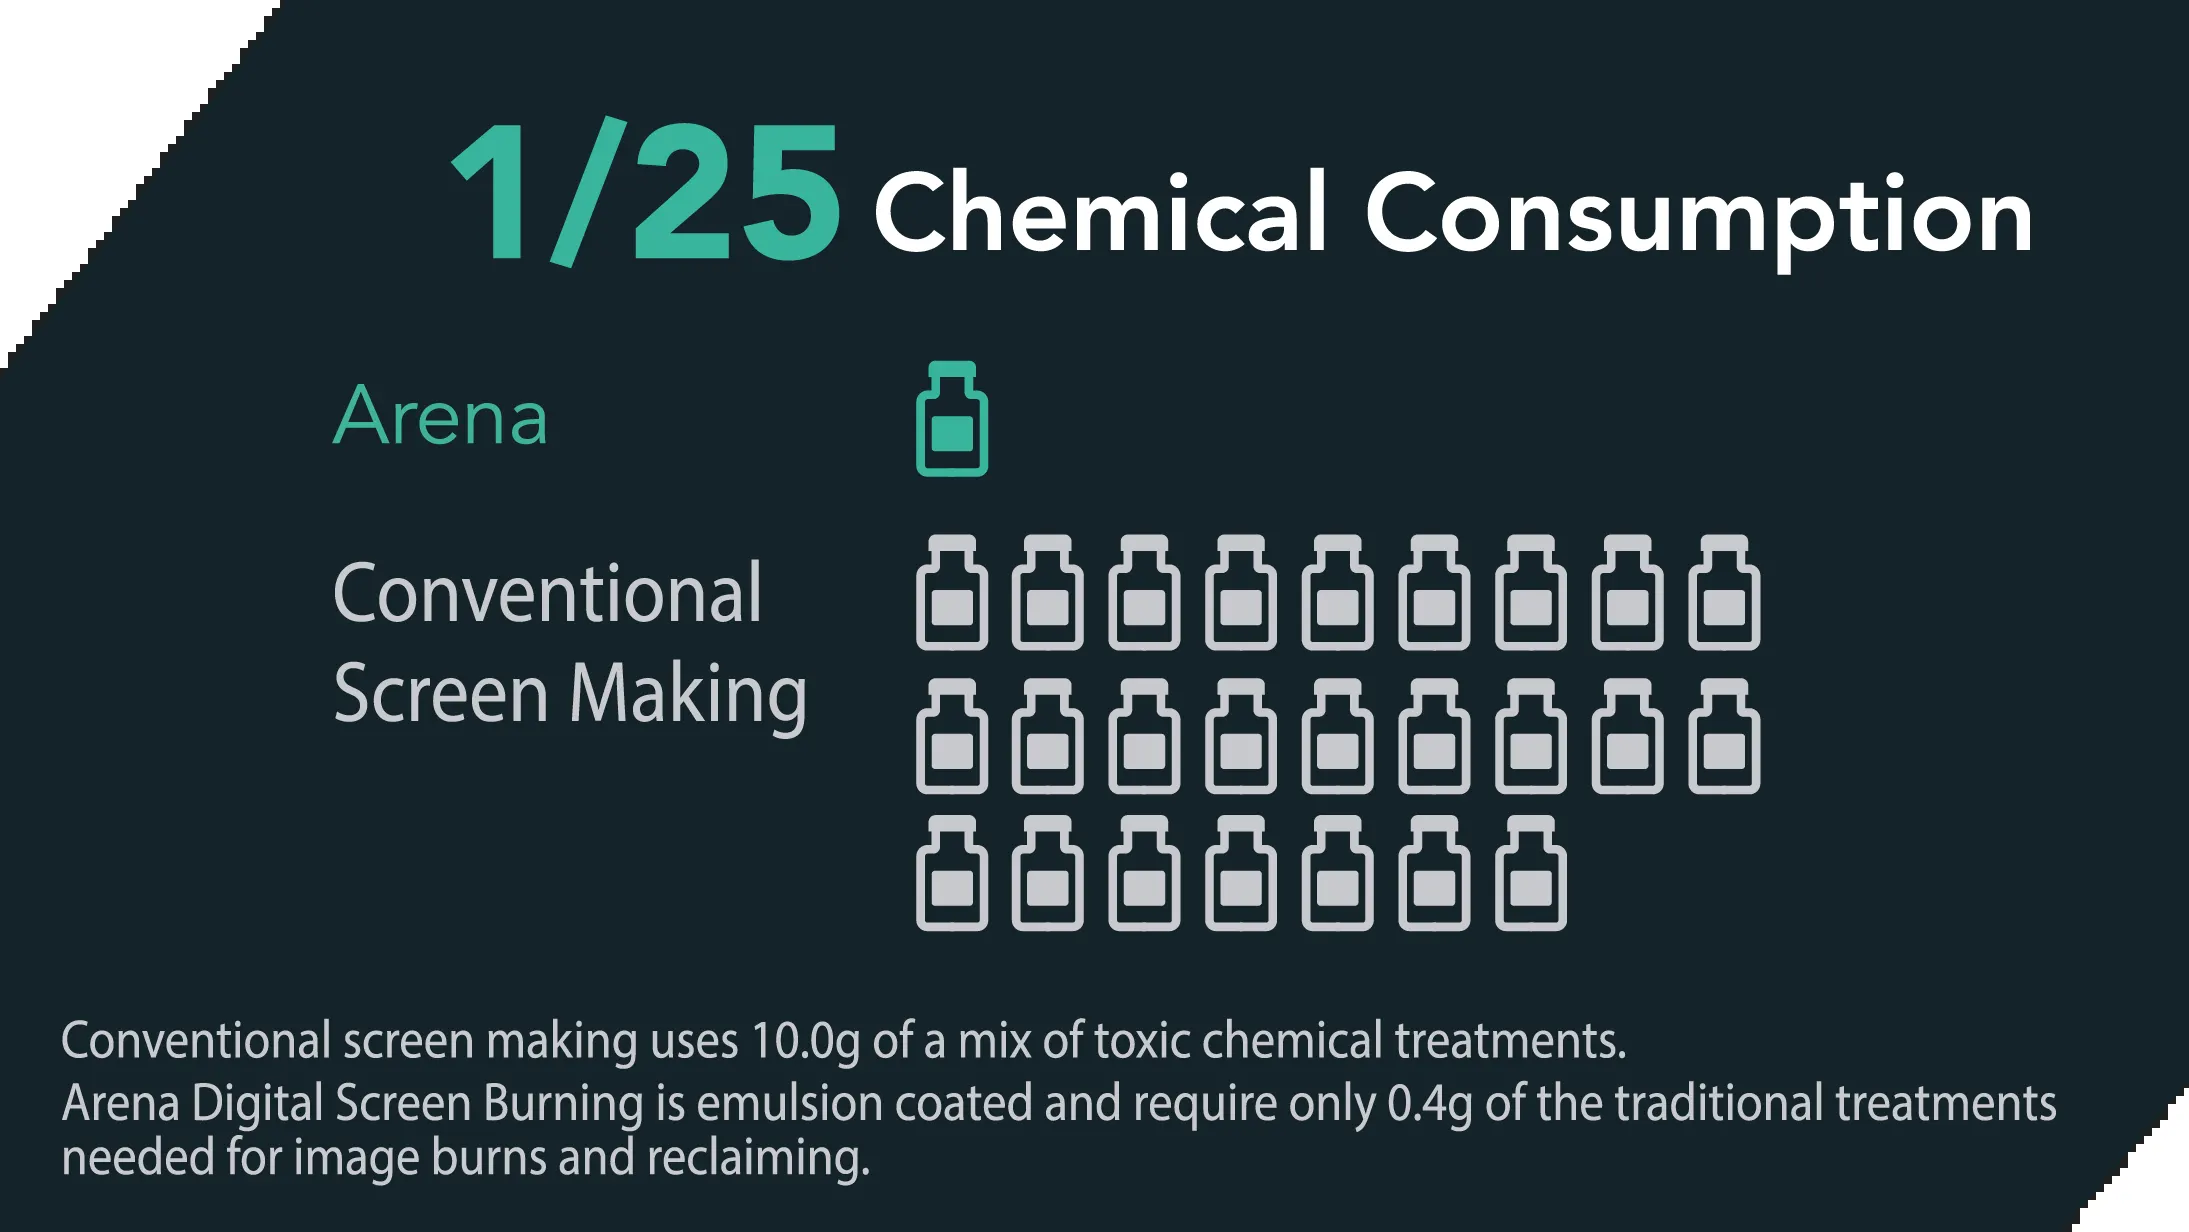 1/25 Chemical Consumption
Arena
Conventional
Screen Making
Conventional screen making uses 10.0g of a mix of toxic chemical treatments.
Arena Digital Screen Burning is emulsion coated and require only 0.4g of the traditional treatments
needed for image burns and reclaiming.